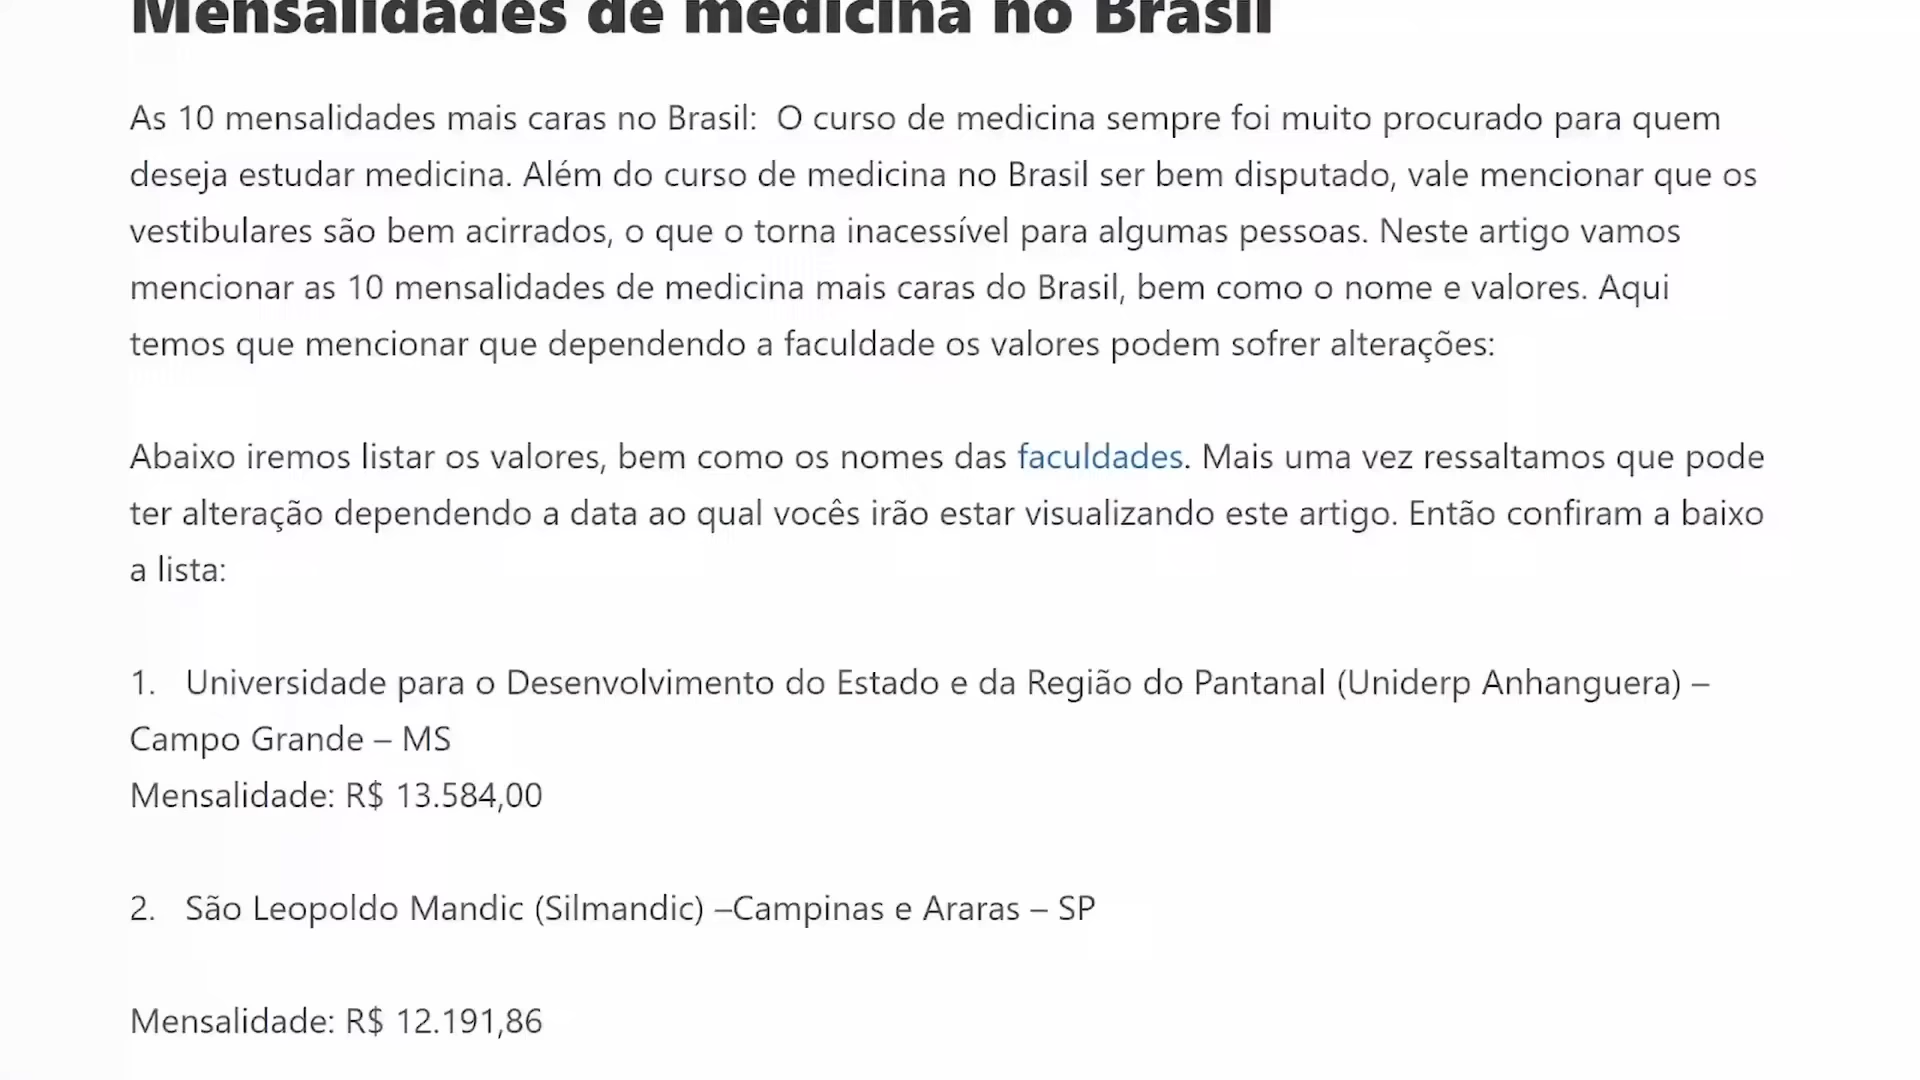 Mensalidades de medicina no Brasil
As 10 mensalidades mais caras no Brasil:  O curso de medicina sempre foi muito procurado para quem
deseja estudar medicina. Além do curso de medicina no Brasil ser bem disputado, vale mencionar que os
vestibulares são bem acirrados, o que o torna inacessível para algumas pessoas. Neste artigo vamos
mencionar as 10 mensalidades de medicina mais caras do Brasil, bem como o nome e valores. Aqui
temos que mencionar que dependendo a faculdade os valores podem sofrer alterações:
Abaixo iremos listar os valores, bem como os nomes das faculdades. Mais uma vez ressaltamos que pode
ter alteração dependendo a data ao qual vocês irão estar visualizando este artigo. Então confiram a baixo
a lista:
1.   Universidade para o Desenvolvimento do Estado e da Região do Pantanal (Uniderp Anhanguera) –
Campo Grande – MS
Mensalidade: R$ 13.584,00
2.   São Leopoldo Mandic (Silmandic) –Campinas e Araras – SP
Mensalidade: R$ 12.191,86